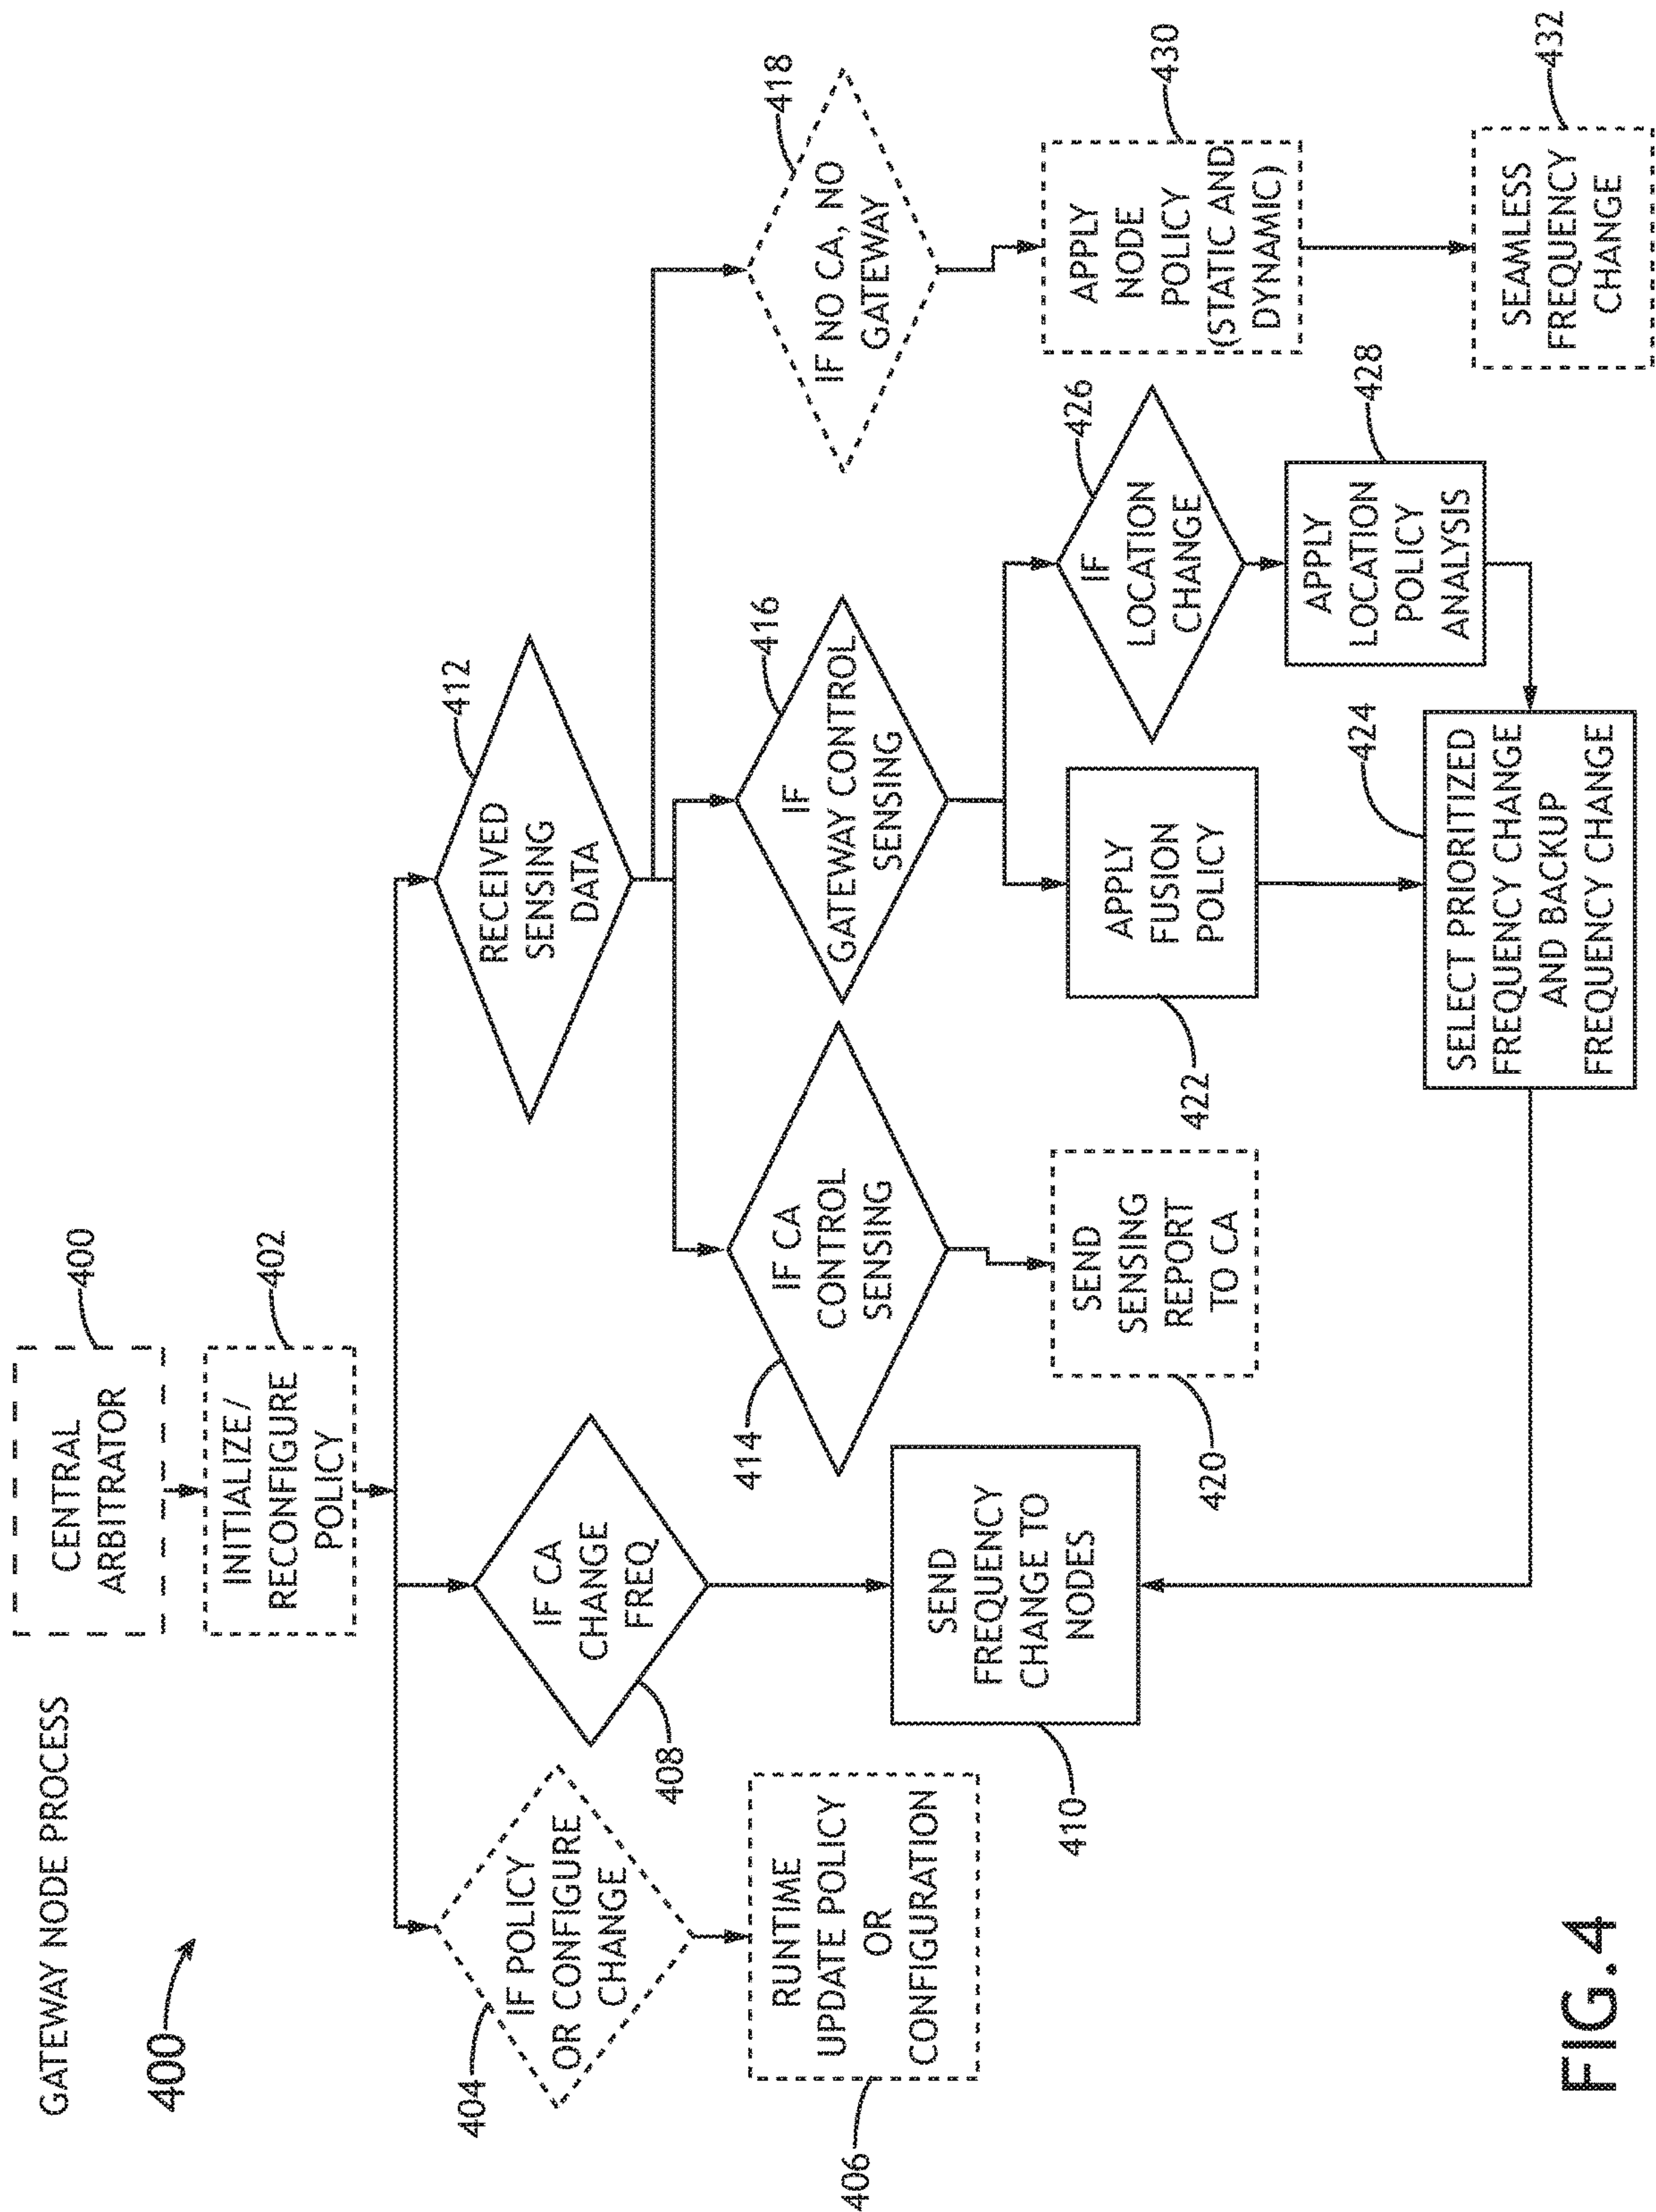 GATEWAY NODE PROCESS
400
CENTRAL
ARBITRATOR
400
INITIALIZE/
RECONFIGURE
POLICY
402
IF POLICY
OR CONFIGURE
CHANGE
404
RUNTIME
UPDATE POLICY
OR
CONFIGURATION
406
IF CA
CHANGE
FREQ
408
SEND
FREQUENCY
CHANGE TO
NODES
410
RECEIVED
SENSING
DATA
412
IF CA
CONTROL
SENSING
414
IF
GATEWAY CONTROL
SENSING
416
IF NO CA, NO
GATEWAY
418
SEND
SENSING
REPORT
TO CA
420
APPLY
FUSION
POLICY
422
IF
LOCATION
CHANGE
426
APPLY
LOCATION
POLICY
ANALYSIS
428
SELECT PRIORITIZED
FREQUENCY CHANGE
AND BACKUP
FREQUENCY CHANGE
424
APPLY
NODE
POLICY
(STATIC AND
DYNAMIC)
430
SEAMLESS
FREQUENCY
CHANGE
432
FIG.4